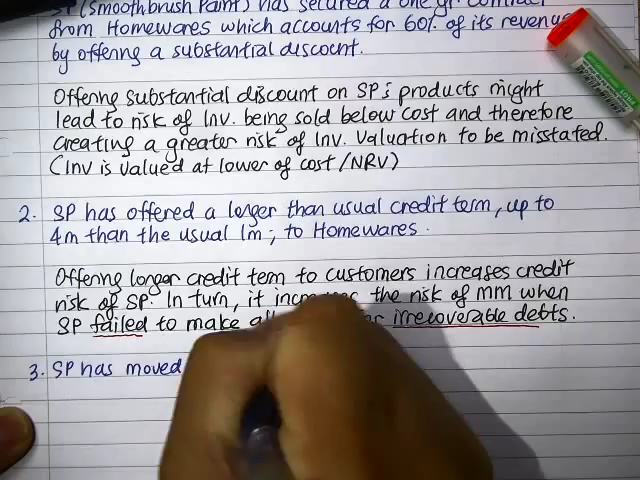 SP (Smoothbrush Paint) has secured a one yr. contract
from Homewares which accounts for 60% of its revenue
by offering a substantial discount.
Offering substantial discount on SP's products might
lead to risk of Inv. being sold below cost and therefore
creating a greater risk of Inv. Valuation to be misstated.
(Inv is valued at lower of cost/NRV)
2. SP has offered a longer than usual credit term, up to
4m than the usual 1m, to Homewares.
Offering longer credit term to customers increases credit
risk of SP. In turn, it increases the risk of MM when
SP failed to make irrecoverable debts.
3. SP has moved